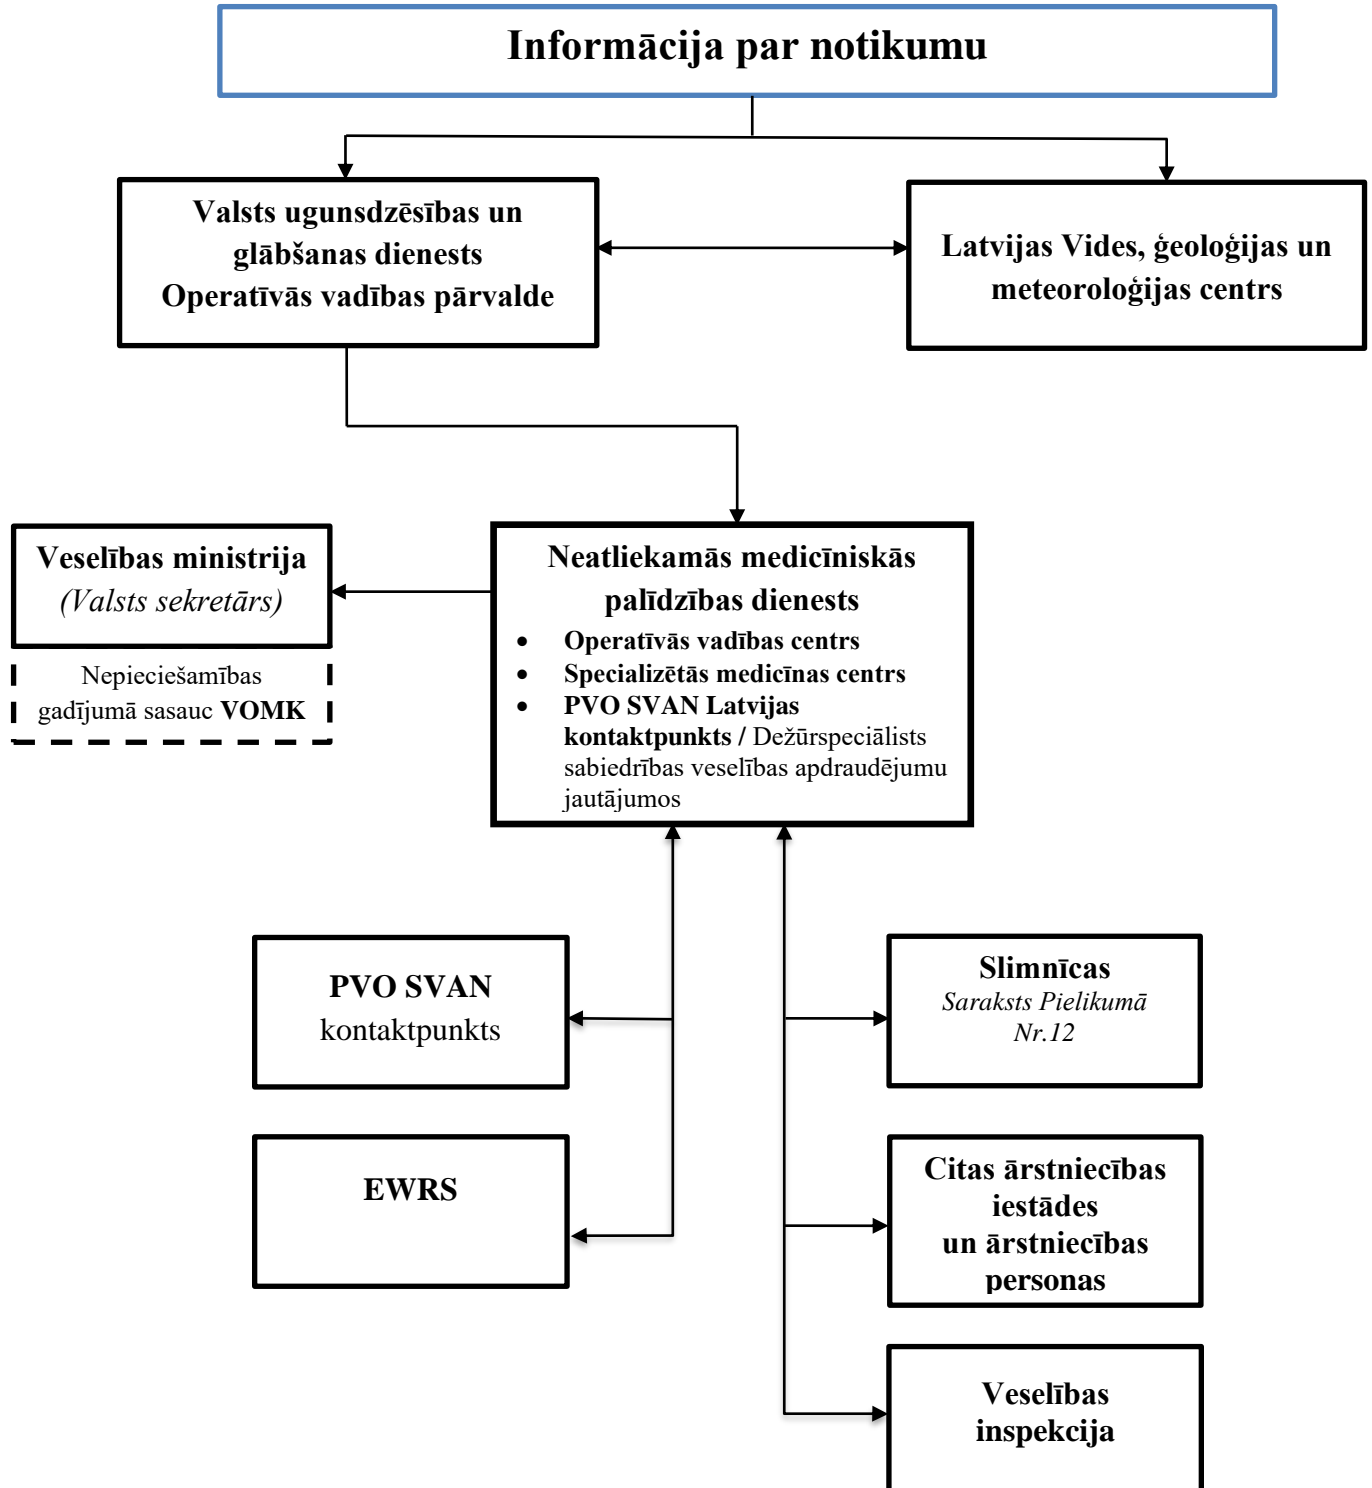 Informācija par notikumu
Valsts ugunsdzēsības un
glābšanas dienests
Operatīvās vadības pārvalde
Latvijas Vides, ģeoloģijas un
meteoroloģijas centrs
Veselības ministrija
(Valsts sekretārs)
Nepieciešamības
gadījumā sasauc VOMK
Neatliekamās medicīniskās
palīdzības dienests
• Operatīvās vadības centrs
• Specializētās medicīnas centrs
• PVO SVAN Latvijas
kontaktpunkts / Dežūrspeciālists
sabiedrības veselības apdraudējumu
jautājumos
PVO SVAN
kontaktpunkts
Slimnīcas
Saraksts Pielikumā
Nr.12
EWRS
Citas ārstniecības
iestādes
un ārstniecības
personas
Veselības
inspekcija